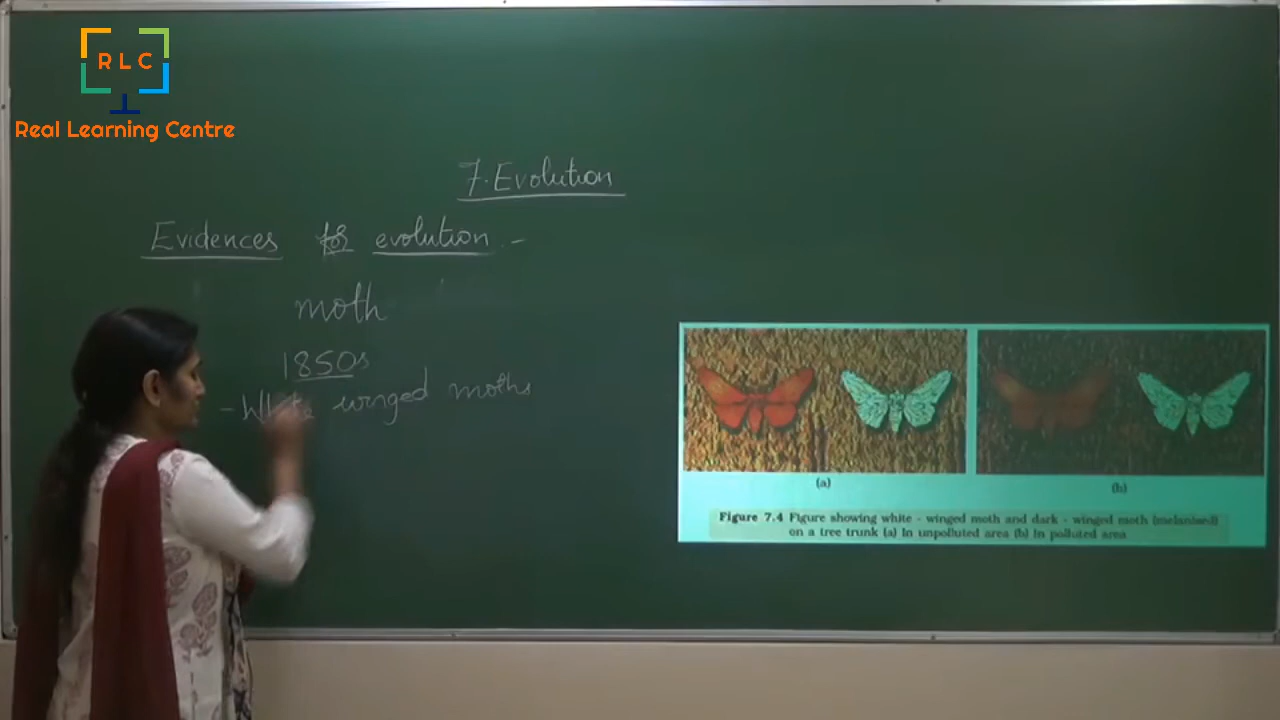 R L C
Real Learning Centre
7. Evolution
Evidences for evolution -
moth
1850s
- White winged moths
(a)
(b)
Figure 7.4 Figure showing white - winged moth and dark - winged moth (melanised)
on a tree trunk (a) In unpolluted area (b) In polluted area